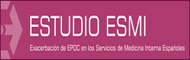 ESTUDIO ESMI
Exacerbación de EPOC en los Servicios de Medicina Interna Españoles